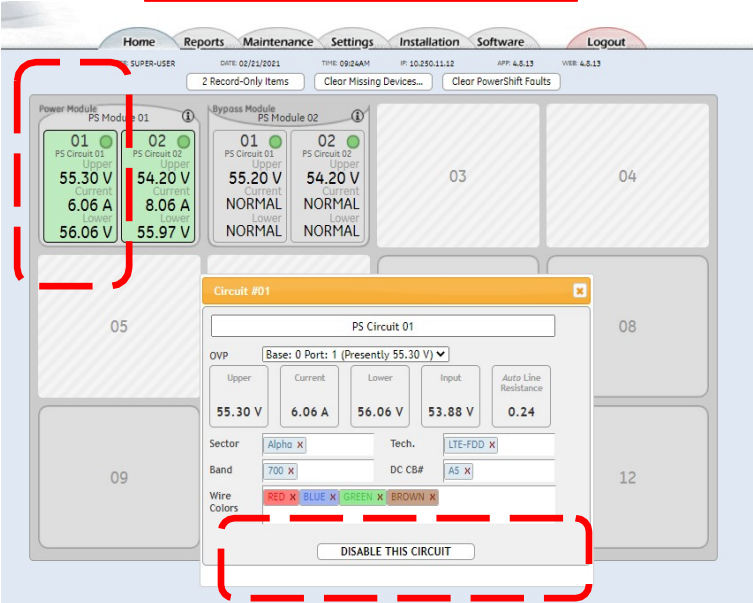 Home Reports Maintenance Settings Installation Software Logout
SUPER-USER DATE: 02/21/2021 TIME: 09:24AM IP: 10.250.11.12 APP: 4.8.13 WEB: 4.8.13
2 Record-Only Items Clear Missing Devices... Clear PowerShift Faults
Power Module Bypass Module
PS Module 01 PS Module 02
01 02 01 02
PS Circuit 01 PS Circuit 02 PS Circuit 01 PS Circuit 02
Upper Upper Upper Upper
55.30 V 54.20 V 55.20 V 54.20 V
03 04
Current Current Current Current
6.06 A 8.06 A NORMAL NORMAL
Lower Lower Lower Lower
56.06 V 55.97 V NORMAL NORMAL
Circuit #01
05 08
PS Circuit 01
OVP Base: 0 Port: 1 (Presently 55.30 V)
Upper Current Lower Input Auto Line
Resistance
55.30 V 6.06 A 56.06 V 53.88 V 0.24
Sector Alpha x Tech. LTE-FDD x
Band 700 x DC CB# A5 x
09 12
Wire RED x BLUE x GREEN x BROWN x
Colors
DISABLE THIS CIRCUIT